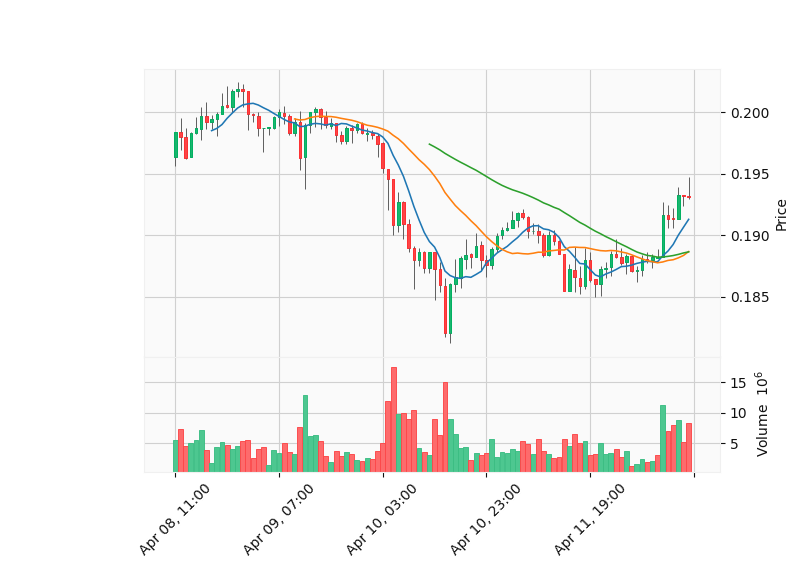 0.200
0.195
0.190
0.185
Price
15
10
5
Volume 10^6
Apr 08, 11:00
Apr 09, 07:00
Apr 10, 03:00
Apr 10, 23:00
Apr 11, 19:00